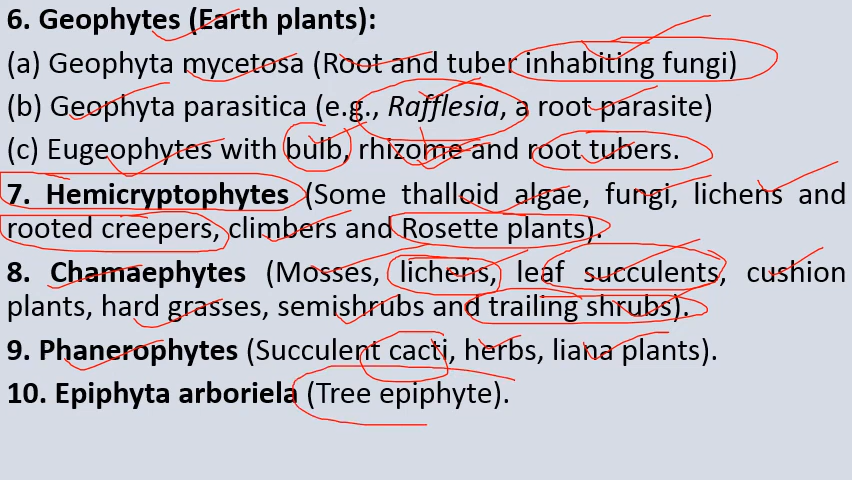 6. Geophytes (Earth plants):
(a) Geophyta mycetosa (Root and tuber inhabiting fungi)
(b) Geophyta parasitica (e.g., Rafflesia, a root parasite)
(c) Eugeophytes with bulb, rhizome and root tubers.
7. Hemicryptophytes (Some thalloid algae, fungi, lichens and
rooted creepers, climbers and Rosette plants).
8. Chamaephytes (Mosses, lichens, leaf succulents, cushion
plants, hard grasses, semishrubs and trailing shrubs).
9. Phanerophytes (Succulent cacti, herbs, liana plants).
10. Epiphyta arboriela (Tree epiphyte).